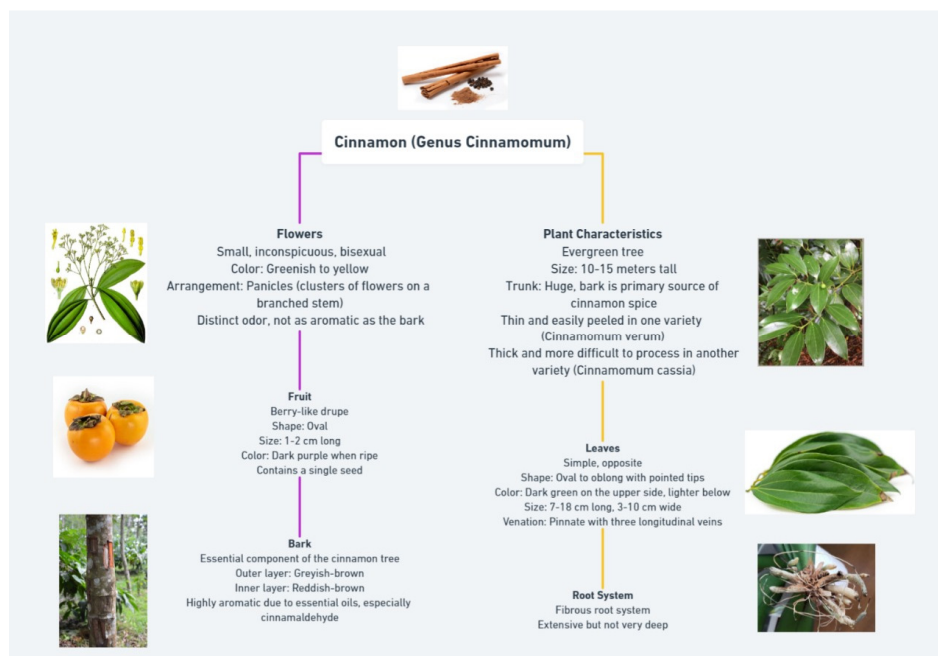 Cinnamon (Genus Cinnamomum)
Flowers
Small, inconspicuous, bisexual
Color: Greenish to yellow
Arrangement: Panicles (clusters of flowers on a
branched stem)
Distinct odor, not as aromatic as the bark
Fruit
Berry-like drupe
Shape: Oval
Size: 1-2 cm long
Color: Dark purple when ripe
Contains a single seed
Bark
Essential component of the cinnamon tree
Outer layer: Greyish-brown
Inner layer: Reddish-brown
Highly aromatic due to essential oils, especially
cinnamaldehyde
Plant Characteristics
Evergreen tree
Size: 10-15 meters tall
Trunk: Huge, bark is primary source of
cinnamon spice
Thin and easily peeled in one variety
(Cinnamomum verum)
Thick and more difficult to process in another
variety (Cinnamomum cassia)
Leaves
Simple, opposite
Shape: Oval to oblong with pointed tips
Color: Dark green on the upper side, lighter below
Size: 7-18 cm long, 3-10 cm wide
Venation: Pinnate with three longitudinal veins
Root System
Fibrous root system
Extensive but not very deep